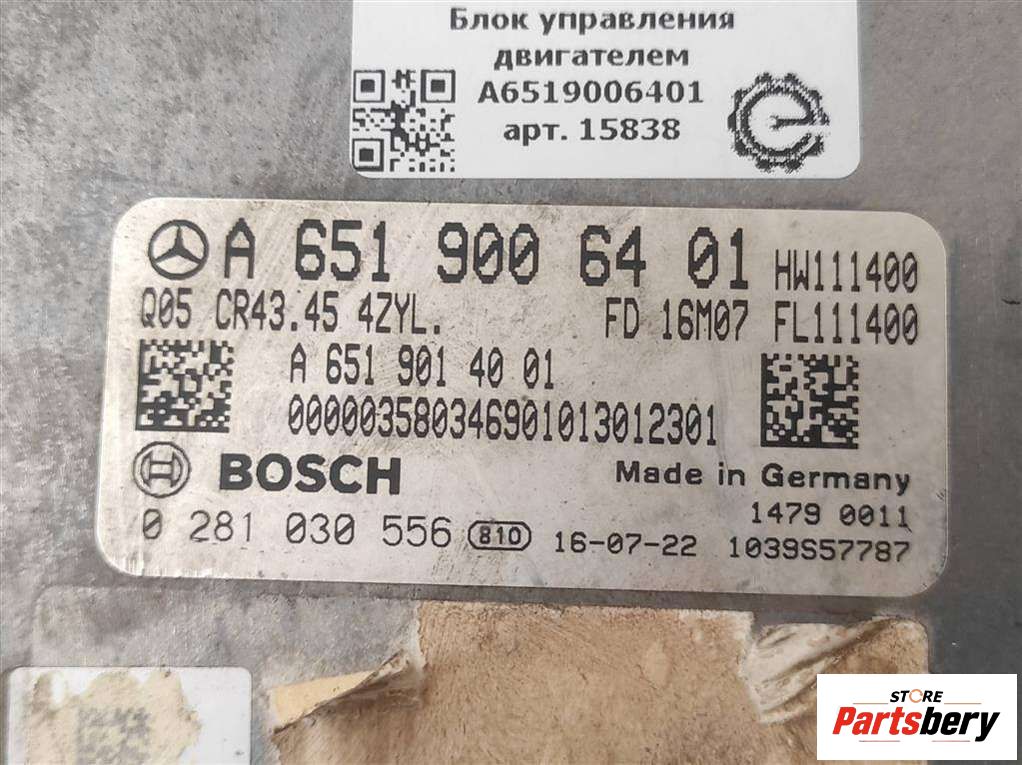 Блок управления
двигателем
A6519006401
арт. 15838
A 651 900 64 01 HW111400
Q05 CR43.45 4ZYL. FD 16M07 FL111400
A 651 901 40 01
000003580346901013012301
BOSCH Made in Germany
1479 0011
0 281 030 556 810 16-07-22 1039S57787
STORE
Partsbery